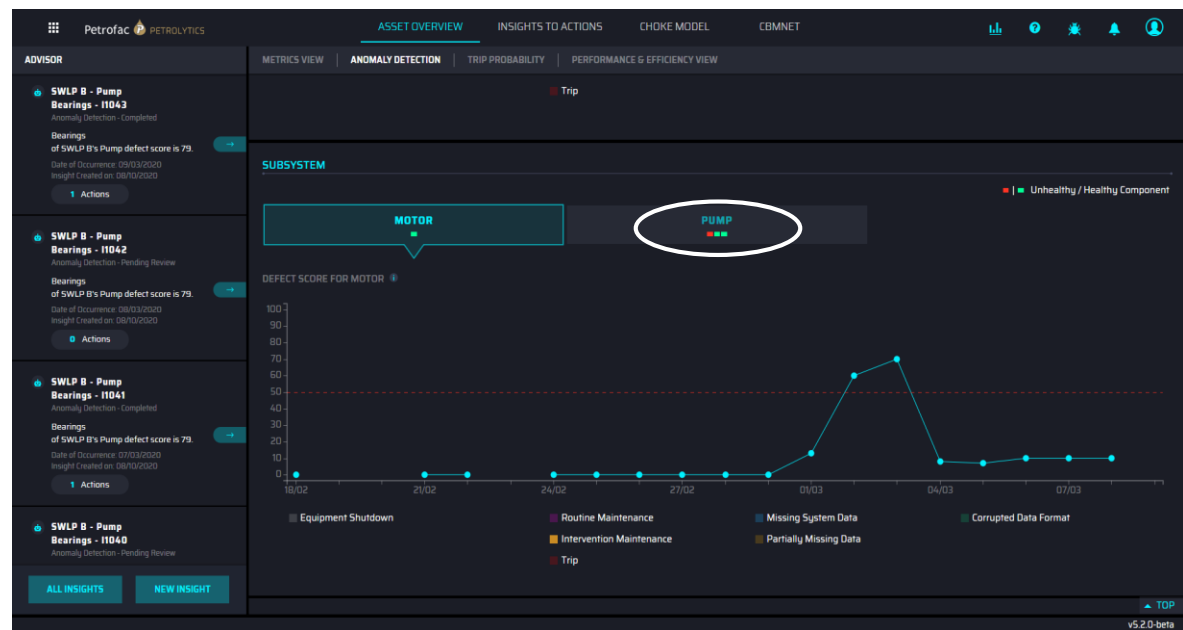 Petrofac PETROLYTICS
ASSET OVERVIEW
INSIGHTS TO ACTIONS
CHOKE MODEL
CBMNET
ADVISOR
METRICS VIEW
ANOMALY DETECTION
TRIP PROBABILITY
PERFORMANCE & EFFICIENCY VIEW
SWLP B - Pump
Bearings - I1043
Anomaly Detection - Completed
Bearings
of SWLP B's Pump defect score is 79.
Date of Occurrence: 09/03/2020
Insight Created on: 08/10/2020
1 Actions
SWLP B - Pump
Bearings - I1042
Anomaly Detection - Pending Review
Bearings
of SWLP B's Pump defect score is 79.
Date of Occurrence: 08/03/2020
Insight Created on: 08/10/2020
0 Actions
SWLP B - Pump
Bearings - I1041
Anomaly Detection - Completed
Bearings
of SWLP B's Pump defect score is 79.
Date of Occurrence: 07/03/2020
Insight Created on: 08/10/2020
1 Actions
SWLP B - Pump
Bearings - I1040
Anomaly Detection - Pending Review
ALL INSIGHTS
NEW INSIGHT
Trip
SUBSYSTEM
Unhealthy / Healthy Component
MOTOR
PUMP
DEFECT SCORE FOR MOTOR
100
90
80
70
60
50
40
30
20
10
0
18/02
21/02
24/02
27/02
01/03
04/03
07/03
Equipment Shutdown
Routine Maintenance
Missing System Data
Corrupted Data Format
Intervention Maintenance
Partially Missing Data
Trip
TOP
v5.2.0-beta